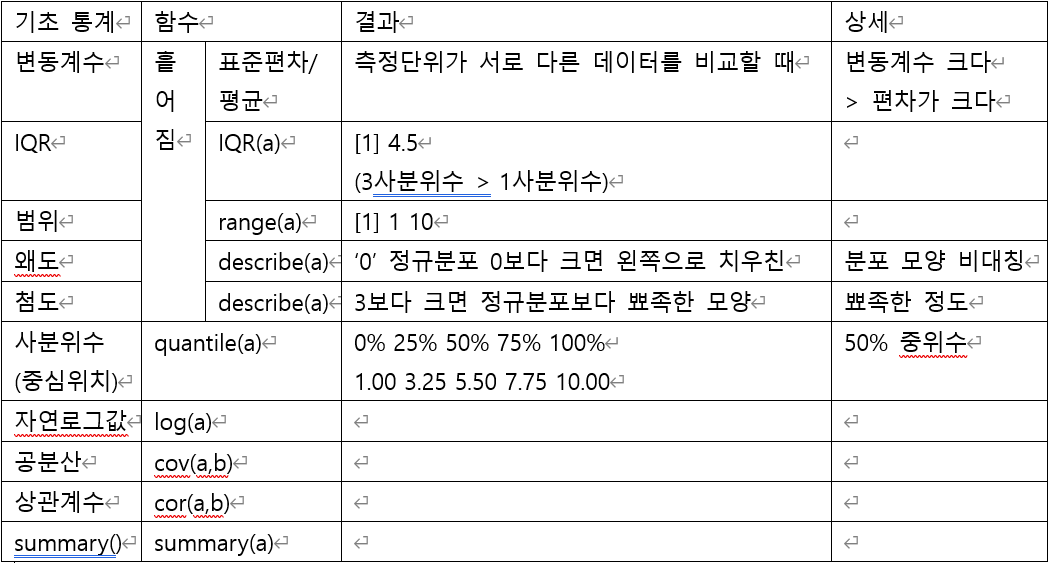 기초 통계 함수 결과 상세
변동계수 흩어짐 표준편차/평균 측정단위가 서로 다른 데이터를 비교할 때 변동계수 크다 > 편차가 크다
IQR IQR(a) [1] 4.5
(3사분위수 > 1사분위수)
범위 range(a) [1] 1 10
왜도 describe(a) ‘0’ 정규분포 0보다 크면 왼쪽으로 치우친 분포 모양 비대칭
첨도 describe(a) 3보다 크면 정규분포보다 뾰족한 모양 뾰족한 정도
사분위수 quantile(a) 0% 25% 50% 75% 100% 50% 중위수
(중심위치) 1.00 3.25 5.50 7.75 10.00
자연로그값 log(a)
공분산 cov(a,b)
상관계수 cor(a,b)
summary() summary(a)